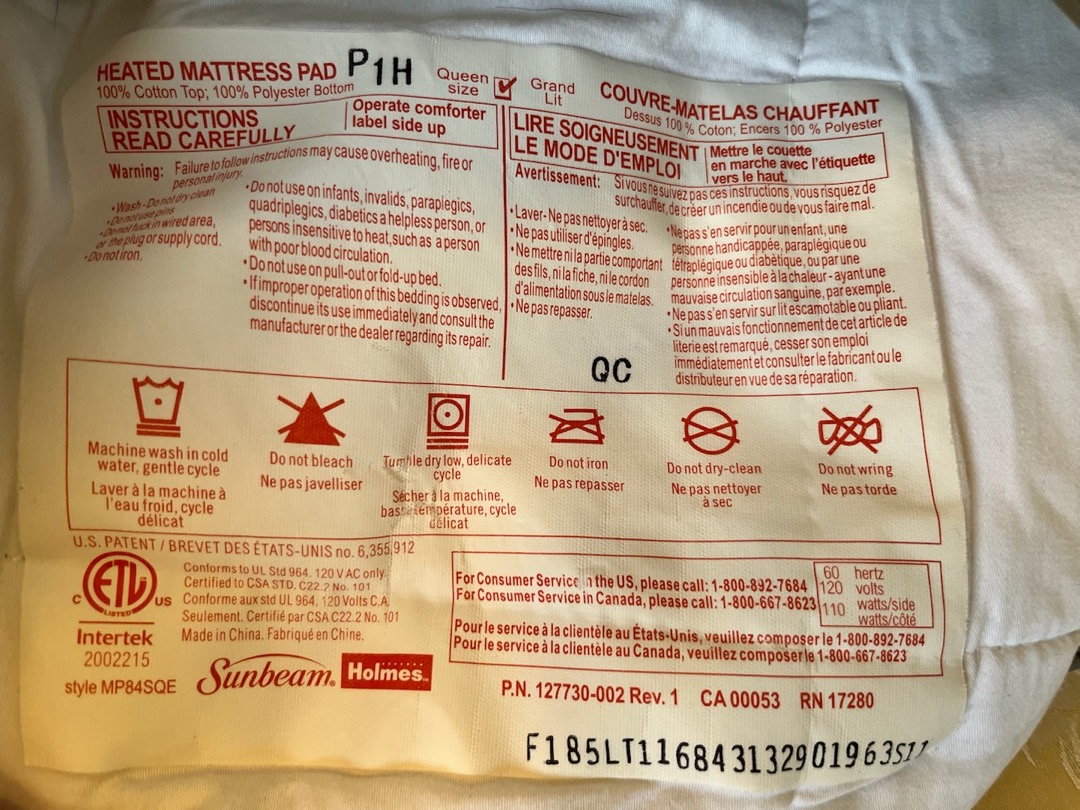 HEATED MATTRESS PAD P1H
100% Cotton Top; 100% Polyester Bottom
Queen size Grand Lit
COUVRE-MATELAS CHAUFFANT
Dessus 100 % Coton; Encers 100 % Polyester
INSTRUCTIONS
READ CAREFULLY
Operate comforter
label side up
Warning: Failure to follow instructions may cause overheating, fire or
personal injury.
•Wash-Do not dry clean
•Do not use pins
•Do not tuck in wired area,
or the plug or supply cord.
•Do not iron.
•Do not use on infants, invalids, paraplegics,
quadriplegics, diabetics a helpless person, or
persons insensitive to heat, such as a person
with poor blood circulation.
•Do not use on pull-out or fold-up bed.
•If improper operation of this bedding is observed,
discontinue its use immediately and consult the
manufacturer or the dealer regarding its repair.
LIRE SOIGNEUSEMENT
LE MODE D'EMPLOI
Mettre le couette
en marche avec l'étiquette
vers le haut.
Avertissement: Si vous ne suivez pas ces instructions, vous risquez de
surchauffer, de créer un incendie ou de vous faire mal.
•Laver- Ne pas nettoyer à sec.
•Ne pas utiliser d'épingles.
•Ne mettre ni la partie comportant
des fils, ni la fiche, ni le cordon
d'alimentation sous le matelas.
•Ne pas repasser.
•Ne pas s'en servir pour un enfant, une
personne handicappée, paraplégique ou
tétraplégique ou diabètique, ou par une
personne insensible à la chaleur - ayant une
mauvaise circulation sanguine, par exemple.
•Ne pas s'en servir sur lit escamotable ou pliant.
•Si un mauvais fonctionnement de cet article de
literie est remarqué, cesser son emploi
immédiatement et consulter le fabricant ou le
distributeur en vue de sa réparation.
QC
Machine wash in cold
water, gentle cycle
Laver à la machine à
l'eau froid, cycle
délicat
Do not bleach
Ne pas javelliser
Tumble dry low, delicate
cycle
Sécher à la machine,
basse température, cycle
délicat
Do not iron
Ne pas repasser
Do not dry-clean
Ne pas nettoyer
à sec
Do not wring
Ne pas torde
U.S. PATENT / BREVET DES ÉTATS-UNIS no. 6,355,912
C ETL US
LISTED
Intertek
2002215
style MP84SQE
Conforms to UL Std 964. 120 V AC only.
Certified to CSA STD. C22.2 No. 101
Conforme aux std UL 964. 120 Volts C.A.
Seulement. Certifié par CSA C22.2 No. 101
Made in China. Fabriqué en Chine.
Sunbeam® Holmes™
For Consumer Service in the US, please call: 1-800-892-7684
For Consumer Service in Canada, please call: 1-800-667-8623
60 hertz
120 volts
110 watts/side
watts/côté
Pour le service à la clientèle au États-Unis, veuillez composer le 1-800-892-7684
Pour le service à la clientèle au Canada, veuillez composer le 1-800-667-8623
P.N. 127730-002 Rev. 1 CA 00053 RN 17280
F185LT116843132901963S11